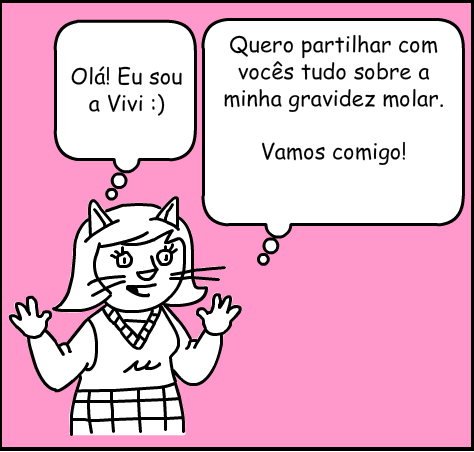 Olá! Eu sou
a Vivi :)
Quero partilhar com
vocês tudo sobre a
minha gravidez molar.
Vamos comigo!